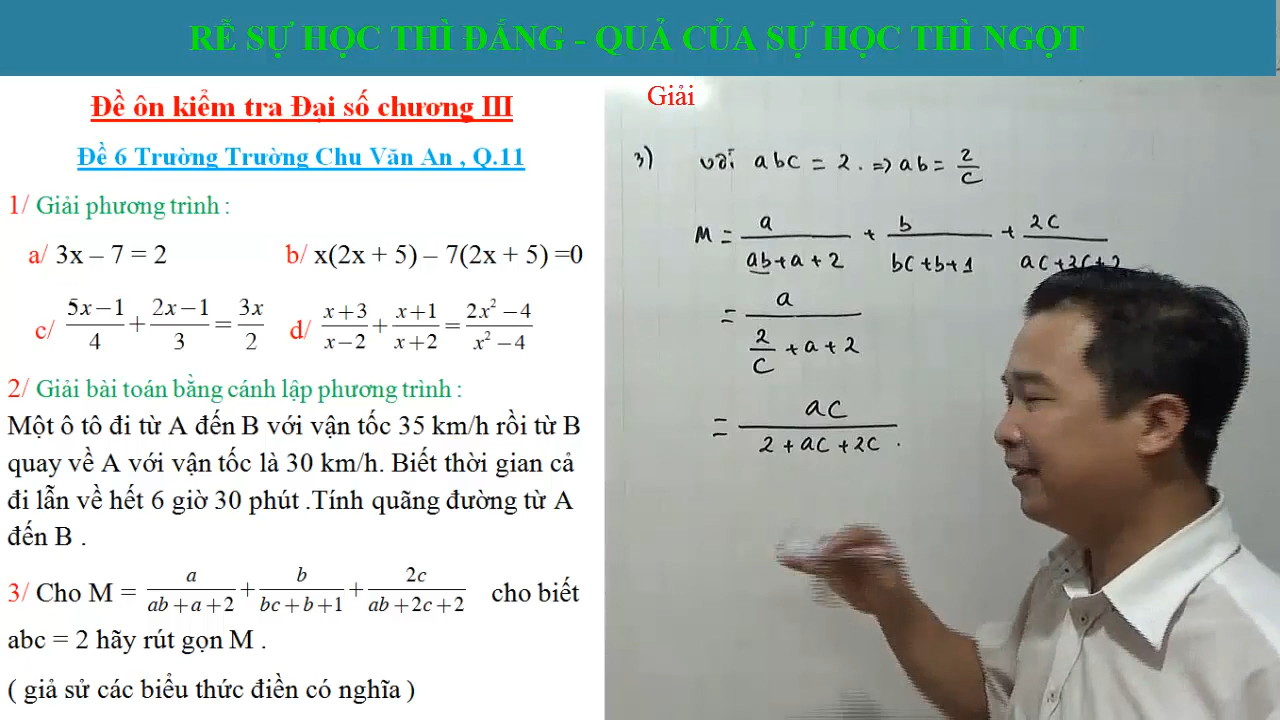 RỄ SỰ HỌC THÌ ĐẮNG - QUẢ CỦA SỰ HỌC THÌ NGỌT
Đề ôn kiểm tra Đại số chương III
Đề 6 Trường Trường Chu Văn An , Q.11
1/ Giải phương trình :
a/ 3x – 7 = 2 b/ x(2x + 5) – 7(2x + 5) =0
c/ (5x−1)/4 + (2x−1)/3 = 3x/2 d/ (x+3)/(x−2) + (x+1)/(x+2) = (2x²−4)/(x²−4)
2/ Giải bài toán bằng cánh lập phương trình :
Một ô tô đi từ A đến B với vận tốc 35 km/h rồi từ B
quay về A với vận tốc là 30 km/h. Biết thời gian cả
đi lẫn về hết 6 giờ 30 phút .Tính quãng đường từ A
đến B .
3/ Cho M = a/(ab+a+2) + b/(bc+b+1) + 2c/(ab+2c+2) cho biết
abc = 2 hãy rút gọn M .
( giả sử các biểu thức điền có nghĩa )
Giải
3) với abc = 2. => ab = 2/c
M = a/(ab+a+2) + b/(bc+b+1) + 2c/(ac+2c+2)
= a/(2/c + a + 2)
= ac/(2 + ac + 2c) .